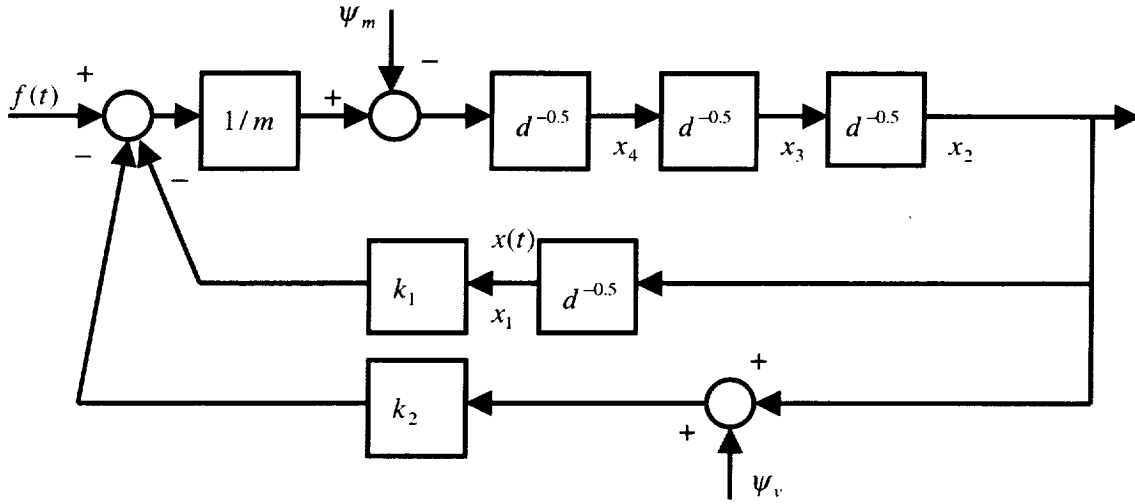 ψ_m
−
+
f(t)
−
−
1/m
+
d^{-0.5}
x_4
d^{-0.5}
x_3
d^{-0.5}
x_2
k_1
x(t)
x_1
d^{-0.5}
k_2
+
+
ψ_v